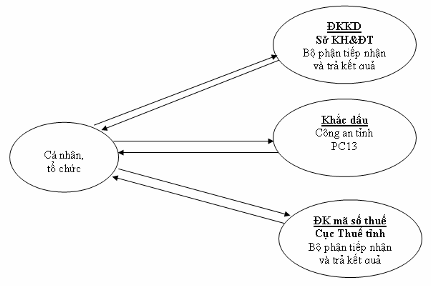 ĐKKD
Sở KH&ĐT
Bộ phận tiếp nhận
và trả kết quả
Khắc dấu
Công an tỉnh
PC13
Cá nhân,
tổ chức
ĐK mã số thuế
Cục Thuế tỉnh
Bộ phận tiếp nhận
và trả kết quả